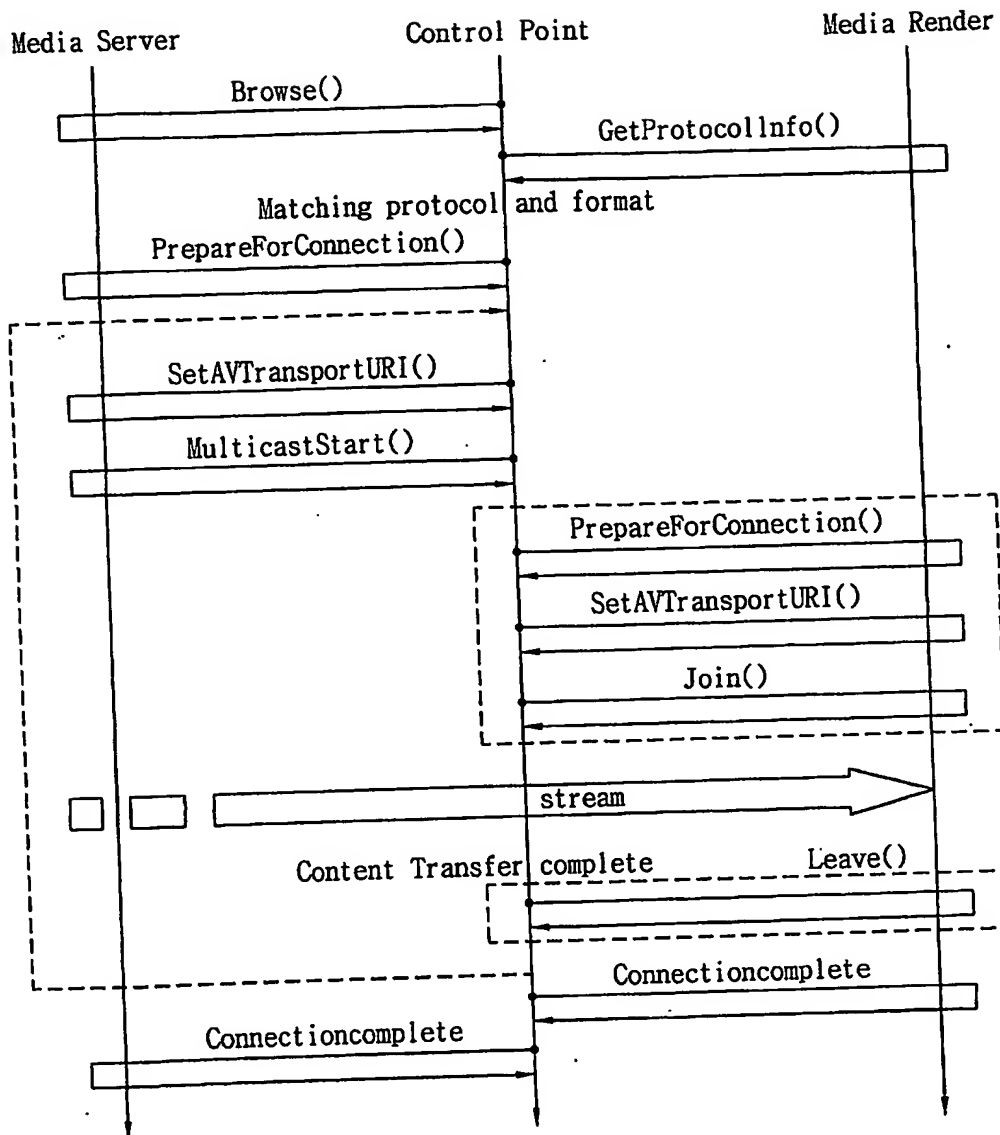 Media Server
Control Point
Media Render
Browse()
GetProtocolInfo()
Matching protocol and format
PrepareForConnection()
SetAVTransportURI()
MulticastStart()
PrepareForConnection()
SetAVTransportURI()
Join()
stream
Content Transfer complete
Leave()
Connectioncomplete
Connectioncomplete